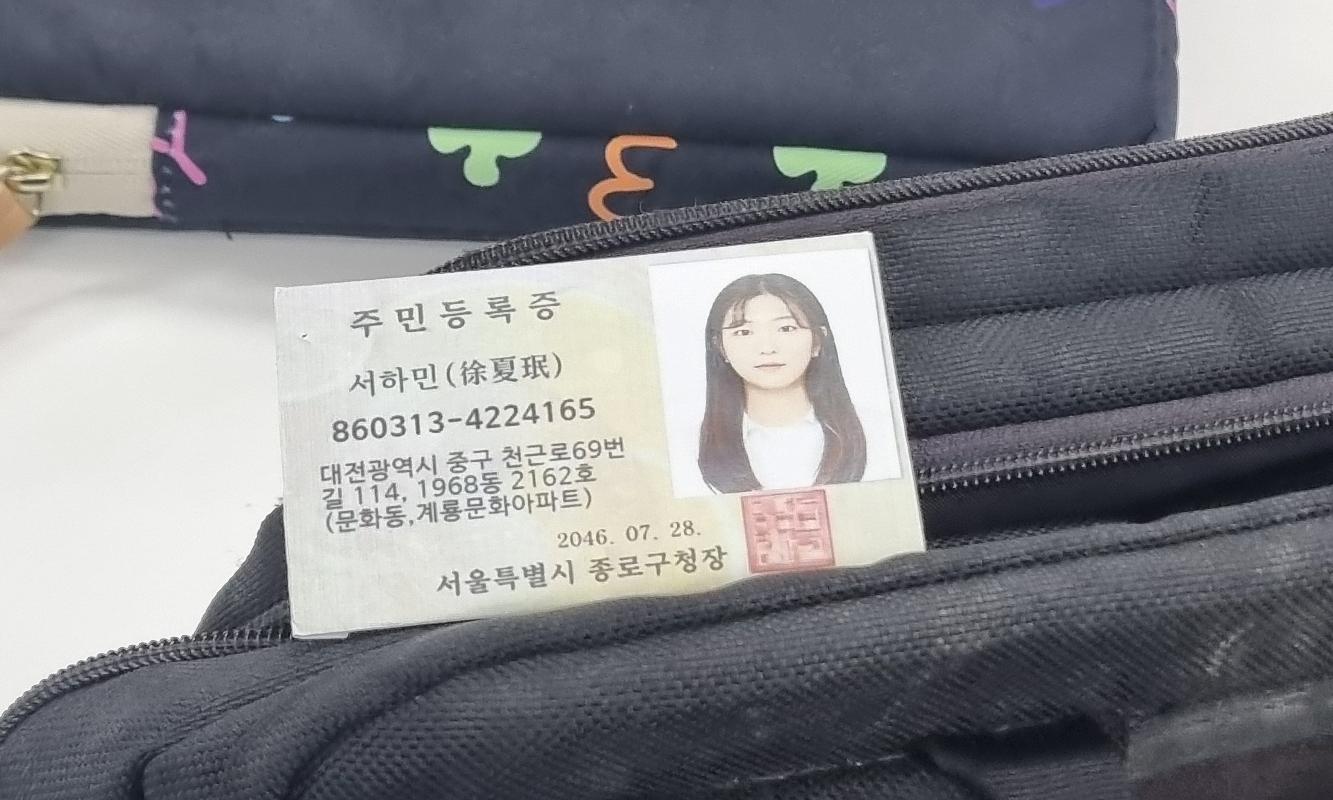 주민등록증
서하민(徐夏珉)
860313-4224165
대전광역시 중구 천근로69번
길 114, 1968동 2162호
(문화동,계룡문화아파트)
2046. 07. 28.
서울특별시 종로구청장